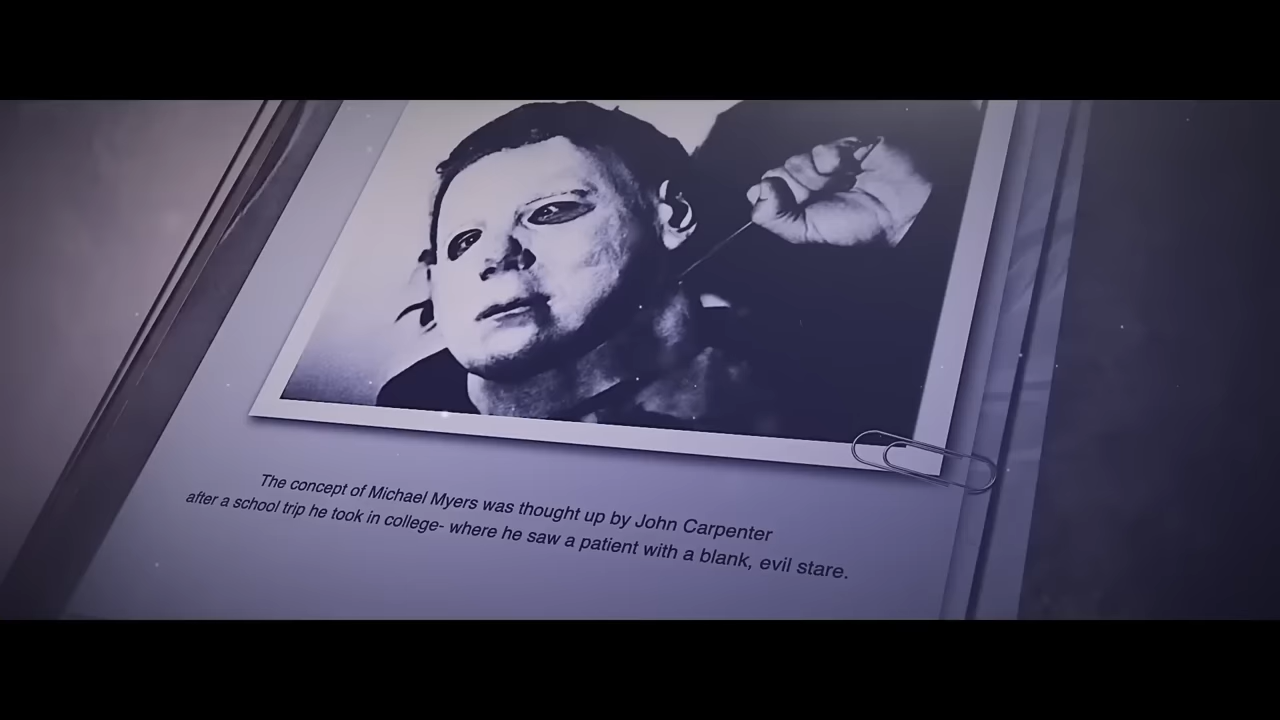 The concept of Michael Myers was thought up by John Carpenter
after a school trip he took in college- where he saw a patient with a blank, evil stare.